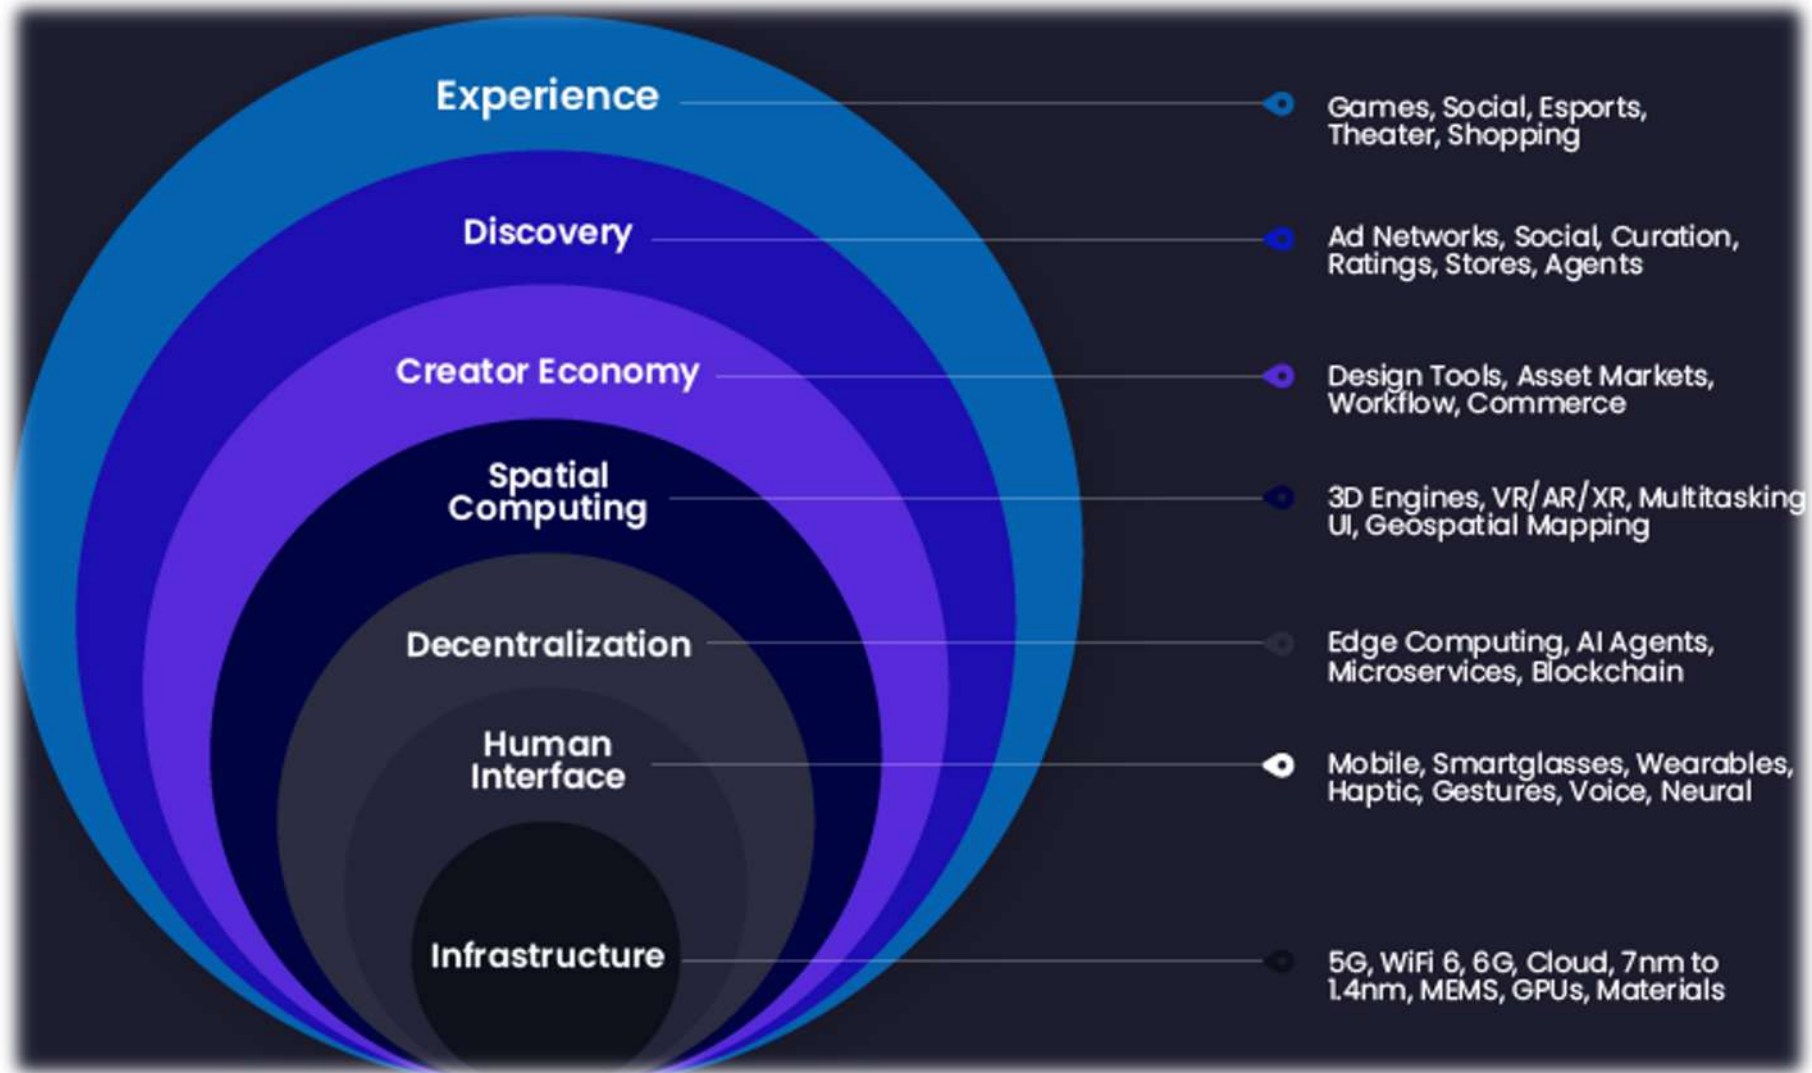 Experience
Games, Social, Esports,
Theater, Shopping
Discovery
Ad Networks, Social, Curation,
Ratings, Stores, Agents
Creator Economy
Design Tools, Asset Markets,
Workflow, Commerce
Spatial
Computing
3D Engines, VR/AR/XR, Multitasking
UI, Geospatial Mapping
Decentralization
Edge Computing, AI Agents,
Microservices, Blockchain
Human
Interface
Mobile, Smartglasses, Wearables,
Haptic, Gestures, Voice, Neural
Infrastructure
5G, WiFi 6, 6G, Cloud, 7nm to
1.4nm, MEMS, GPUs, Materials